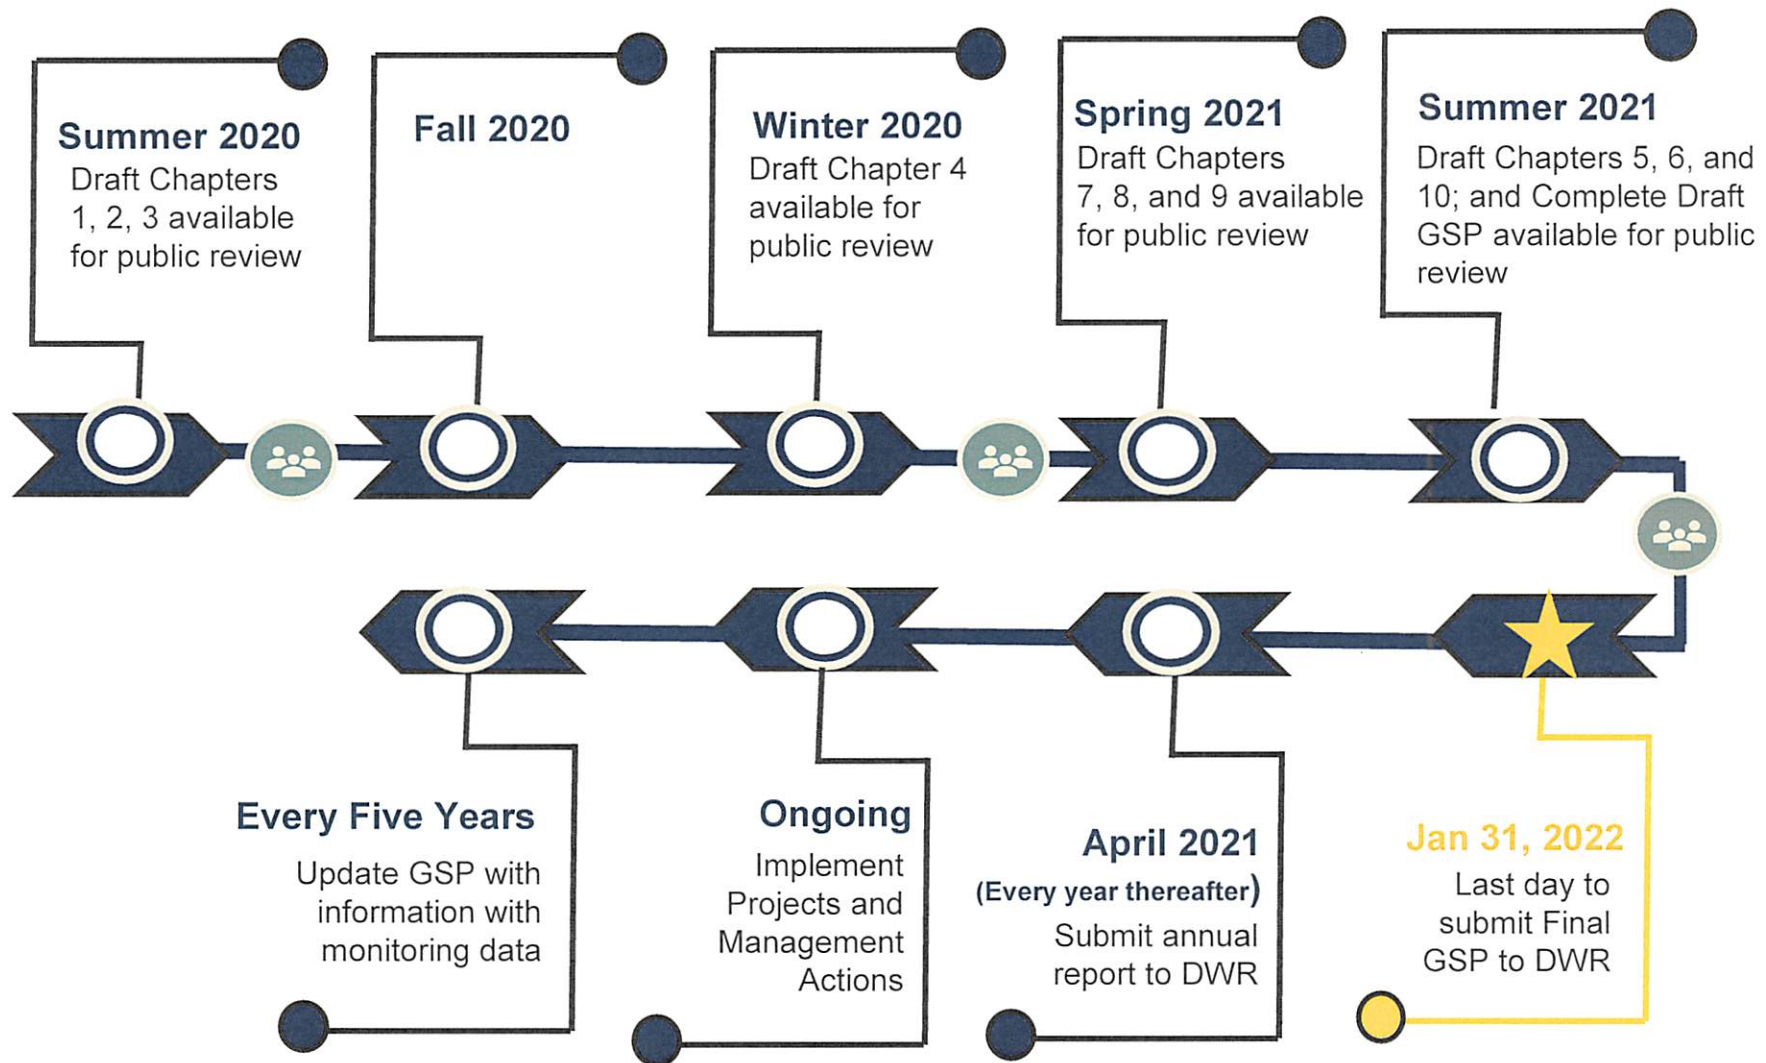 Summer 2020
Draft Chapters
1, 2, 3 available
for public review
Fall 2020
Winter 2020
Draft Chapter 4
available for
public review
Spring 2021
Draft Chapters
7, 8, and 9 available
for public review
Summer 2021
Draft Chapters 5, 6, and
10; and Complete Draft
GSP available for public
review
Jan 31, 2022
Last day to
submit Final
GSP to DWR
April 2021
(Every year thereafter)
Submit annual
report to DWR
Ongoing
Implement
Projects and
Management
Actions
Every Five Years
Update GSP with
information with
monitoring data